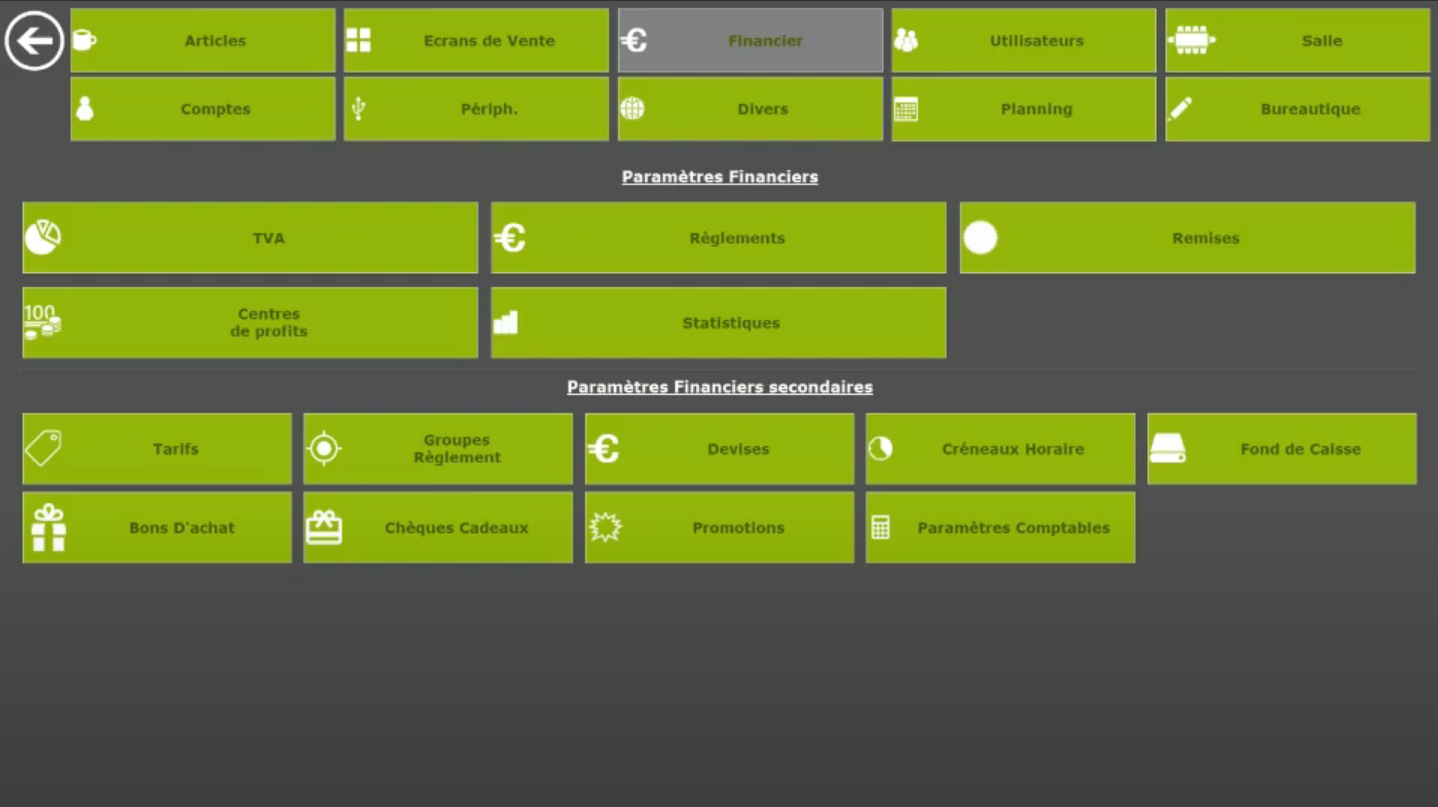 Articles
Ecrans de Vente
Financier
Utilisateurs
Salle
Comptes
Périph.
Divers
Planning
Bureautique
Paramètres Financiers
TVA
Règlements
Remises
100
Centres
de profits
Statistiques
Paramètres Financiers secondaires
Tarifs
Groupes
Règlement
Devises
Créneaux Horaire
Fond de Caisse
Bons D'achat
Chèques Cadeaux
Promotions
Paramètres Comptables